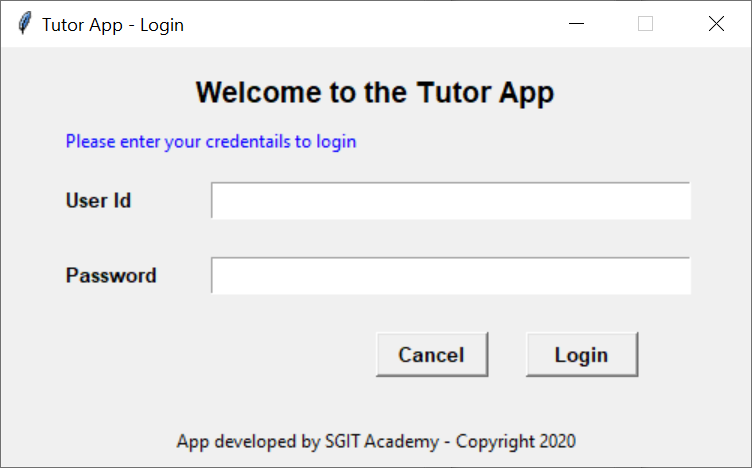 Tutor App - Login
Welcome to the Tutor App
Please enter your credentails to login
User Id
Password
Cancel Login
App developed by SGIT Academy - Copyright 2020